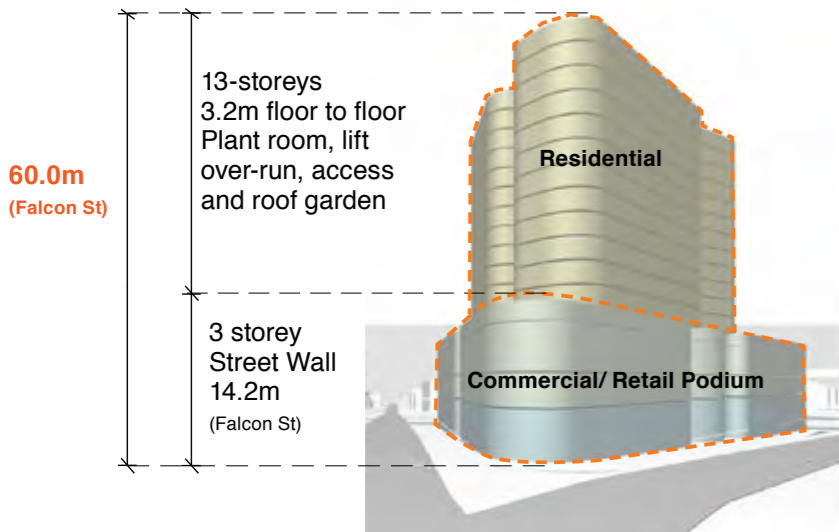 60.0m
(Falcon St)
13-storeys
3.2m floor to floor
Plant room, lift
over-run, access
and roof garden
3 storey
Street Wall
14.2m
(Falcon St)
Residential
Commercial/ Retail Podium